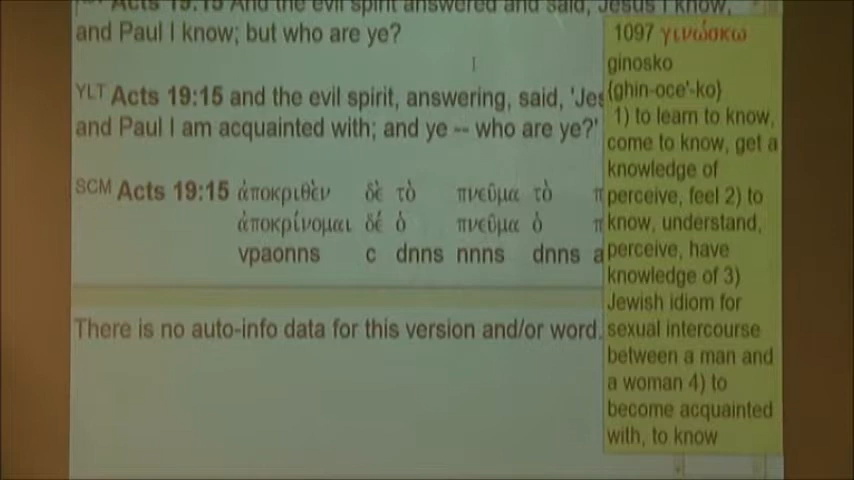 Acts 19:15 And the evil spirit answered and said, Jesus I know,
and Paul I know; but who are ye?
YLT Acts 19:15 and the evil spirit, answering, said, 'Jes
and Paul I am acquainted with; and ye -- who are ye?'
SCM Acts 19:15 ἀποκριθὲν δὲ τὸ πνεῦμα τὸ π
ἀποκρίνομαι δέ ὁ πνεῦμα ὁ π
vpaonns c dnns nnns dnns a
There is no auto-info data for this version and/or word.
1097 γινώσκω
ginosko
{ghin-oce'-ko}
1) to learn to know,
come to know, get a
knowledge of
perceive, feel 2) to
know, understand,
perceive, have
knowledge of 3)
Jewish idiom for
sexual intercourse
between a man and
a woman 4) to
become acquainted
with, to know